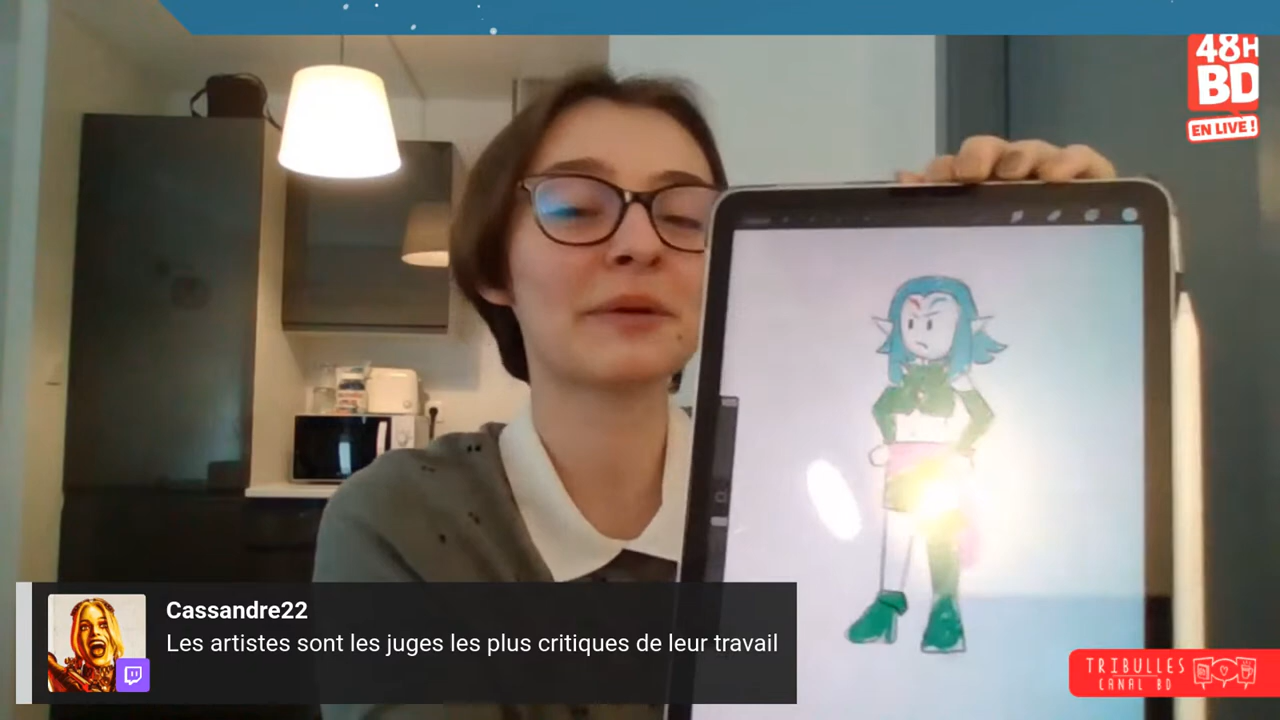 48H
BD
EN LIVE !
Cassandre22
Les artistes sont les juges les plus critiques de leur travail
TRIBULLES
CANAL BD